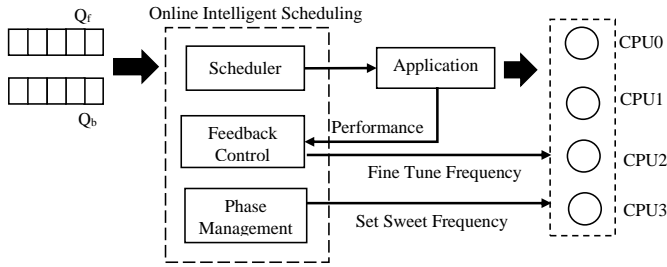 Online Intelligent Scheduling
Qf
Qb
Scheduler
Application
Performance
Feedback
Control
Fine Tune Frequency
Phase
Management
Set Sweet Frequency
CPU0
CPU1
CPU2
CPU3